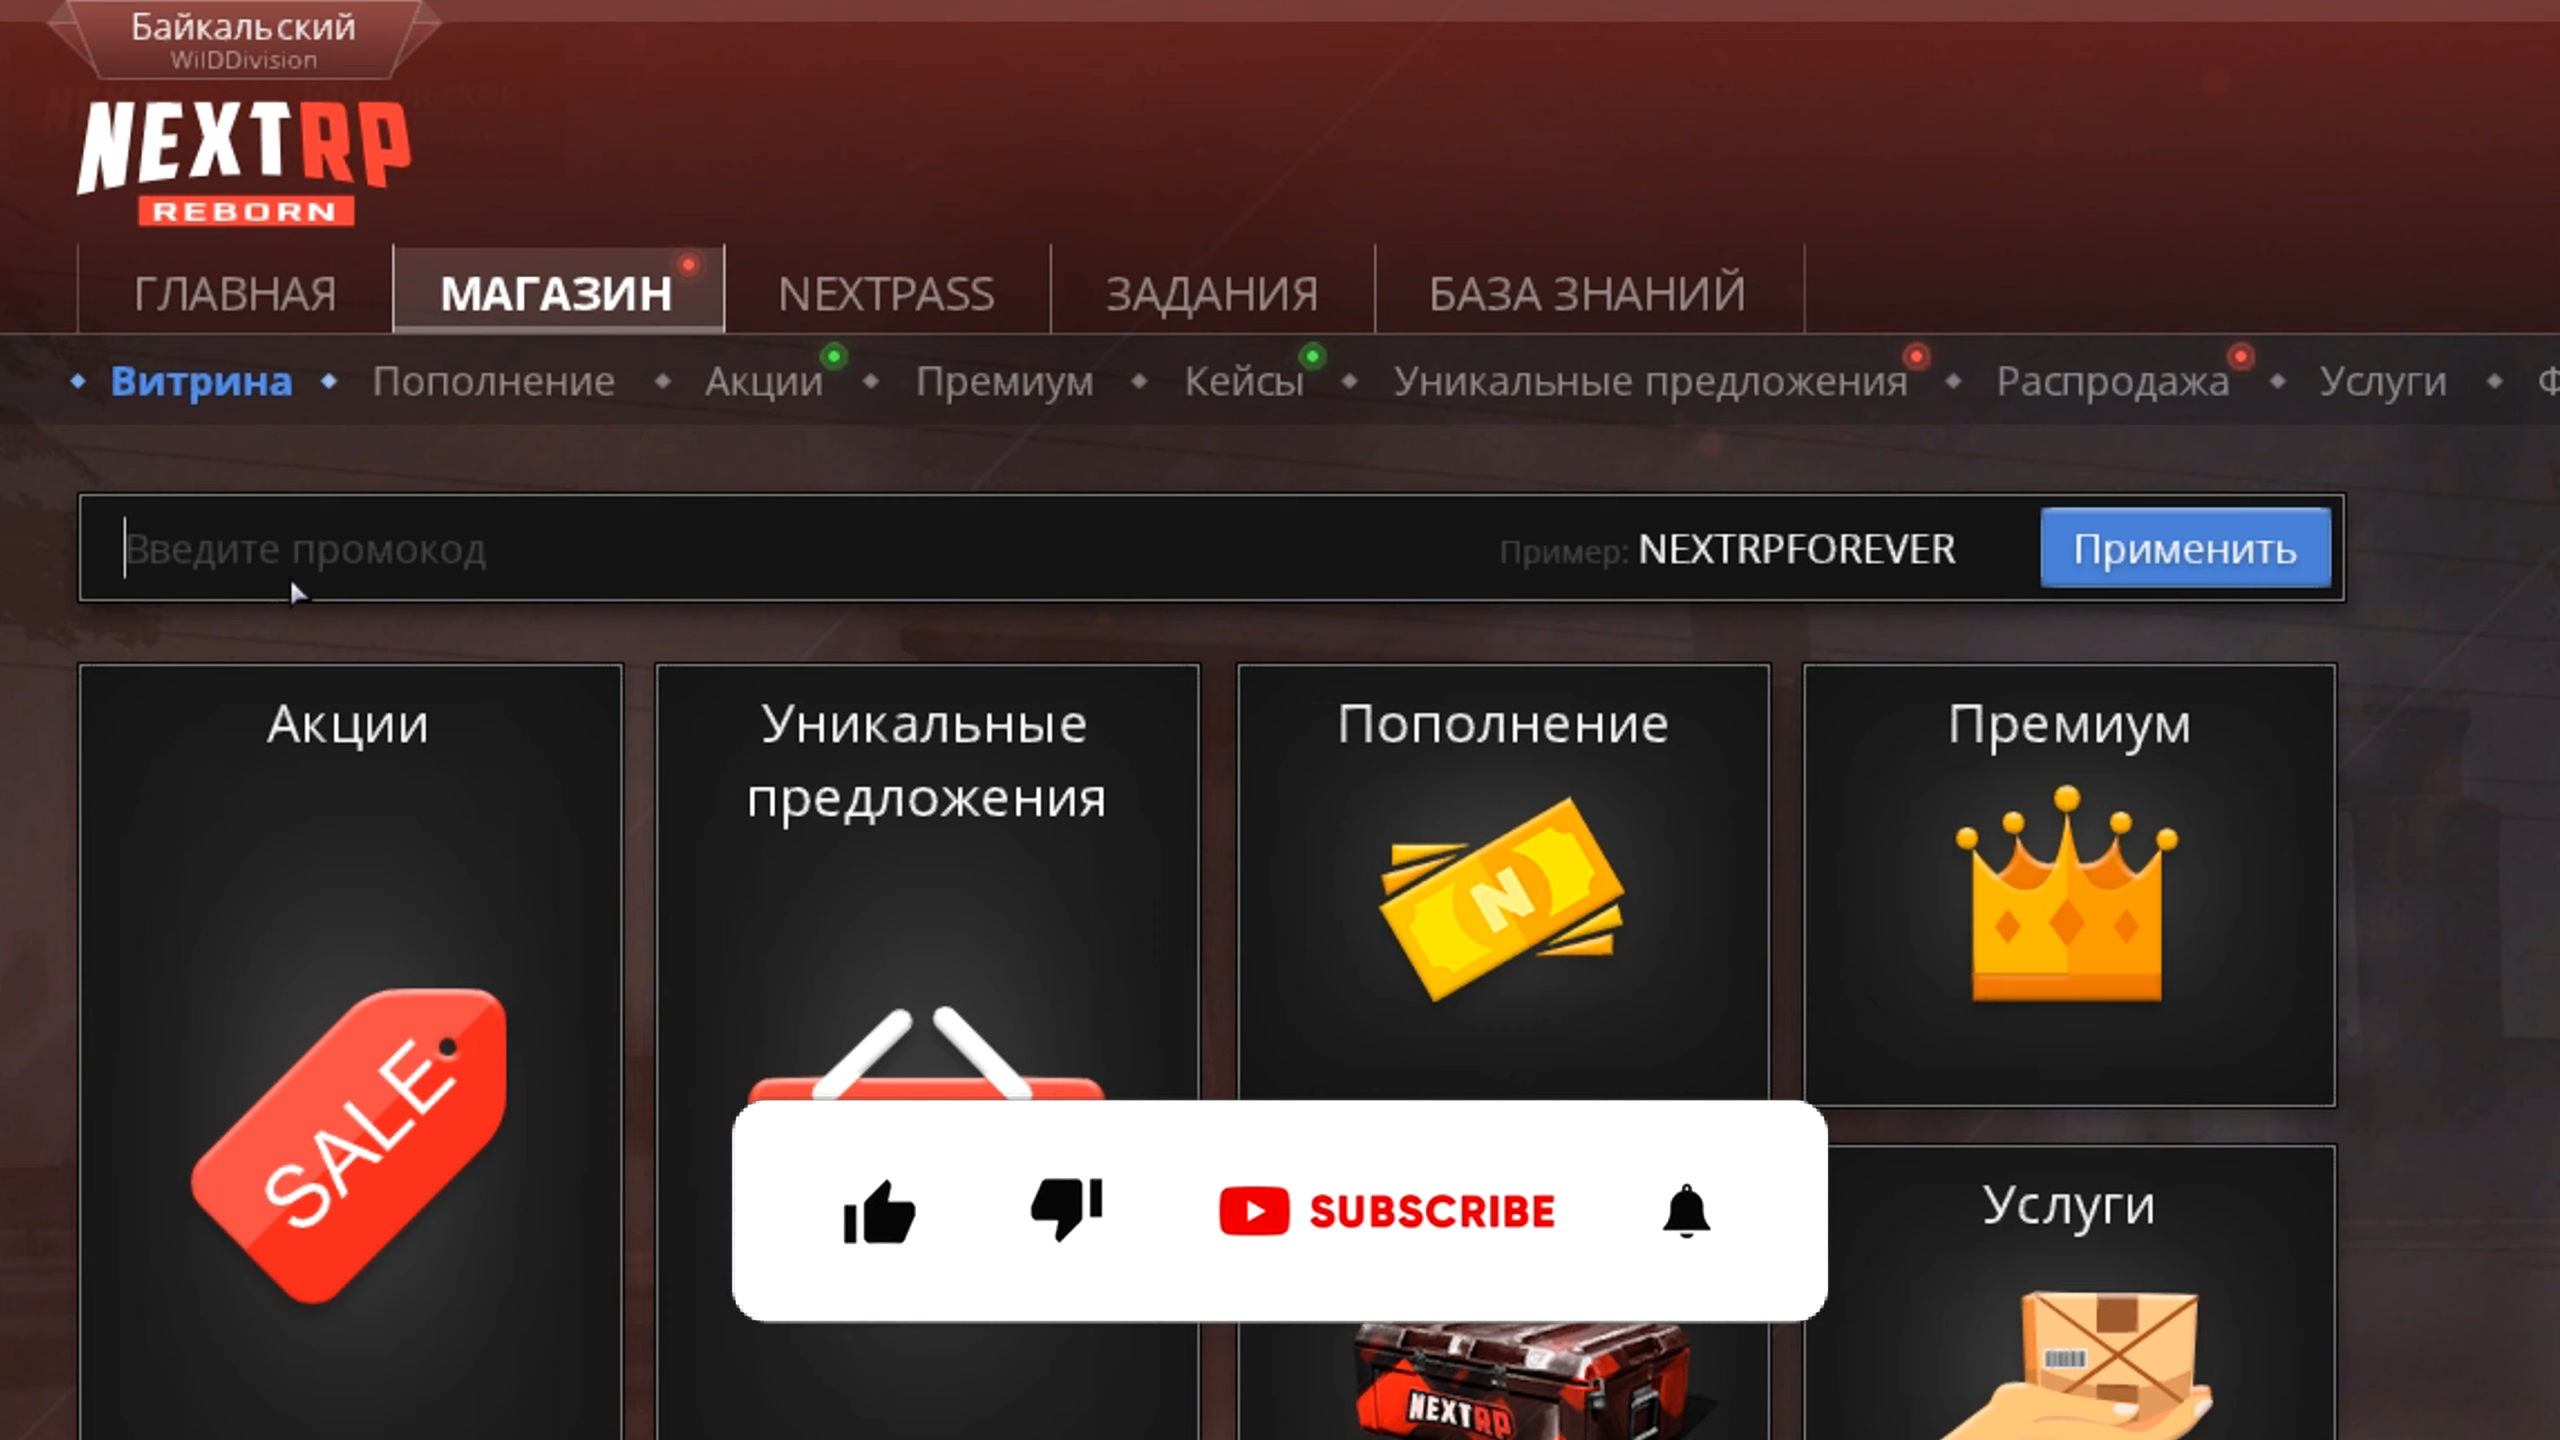 Байкальский
WilDDivision
NEXTRP
REBORN
ГЛАВНАЯ МАГАЗИН NEXTPASS ЗАДАНИЯ БАЗА ЗНАНИЙ
Витрина Пополнение Акции Премиум Кейсы Уникальные предложения Распродажа Услуги
Введите промокод Пример: NEXTRPFOREVER Применить
Акции
Уникальные
предложения
Пополнение
N
Премиум
SALE
SUBSCRIBE
Услуги
NEXTRP